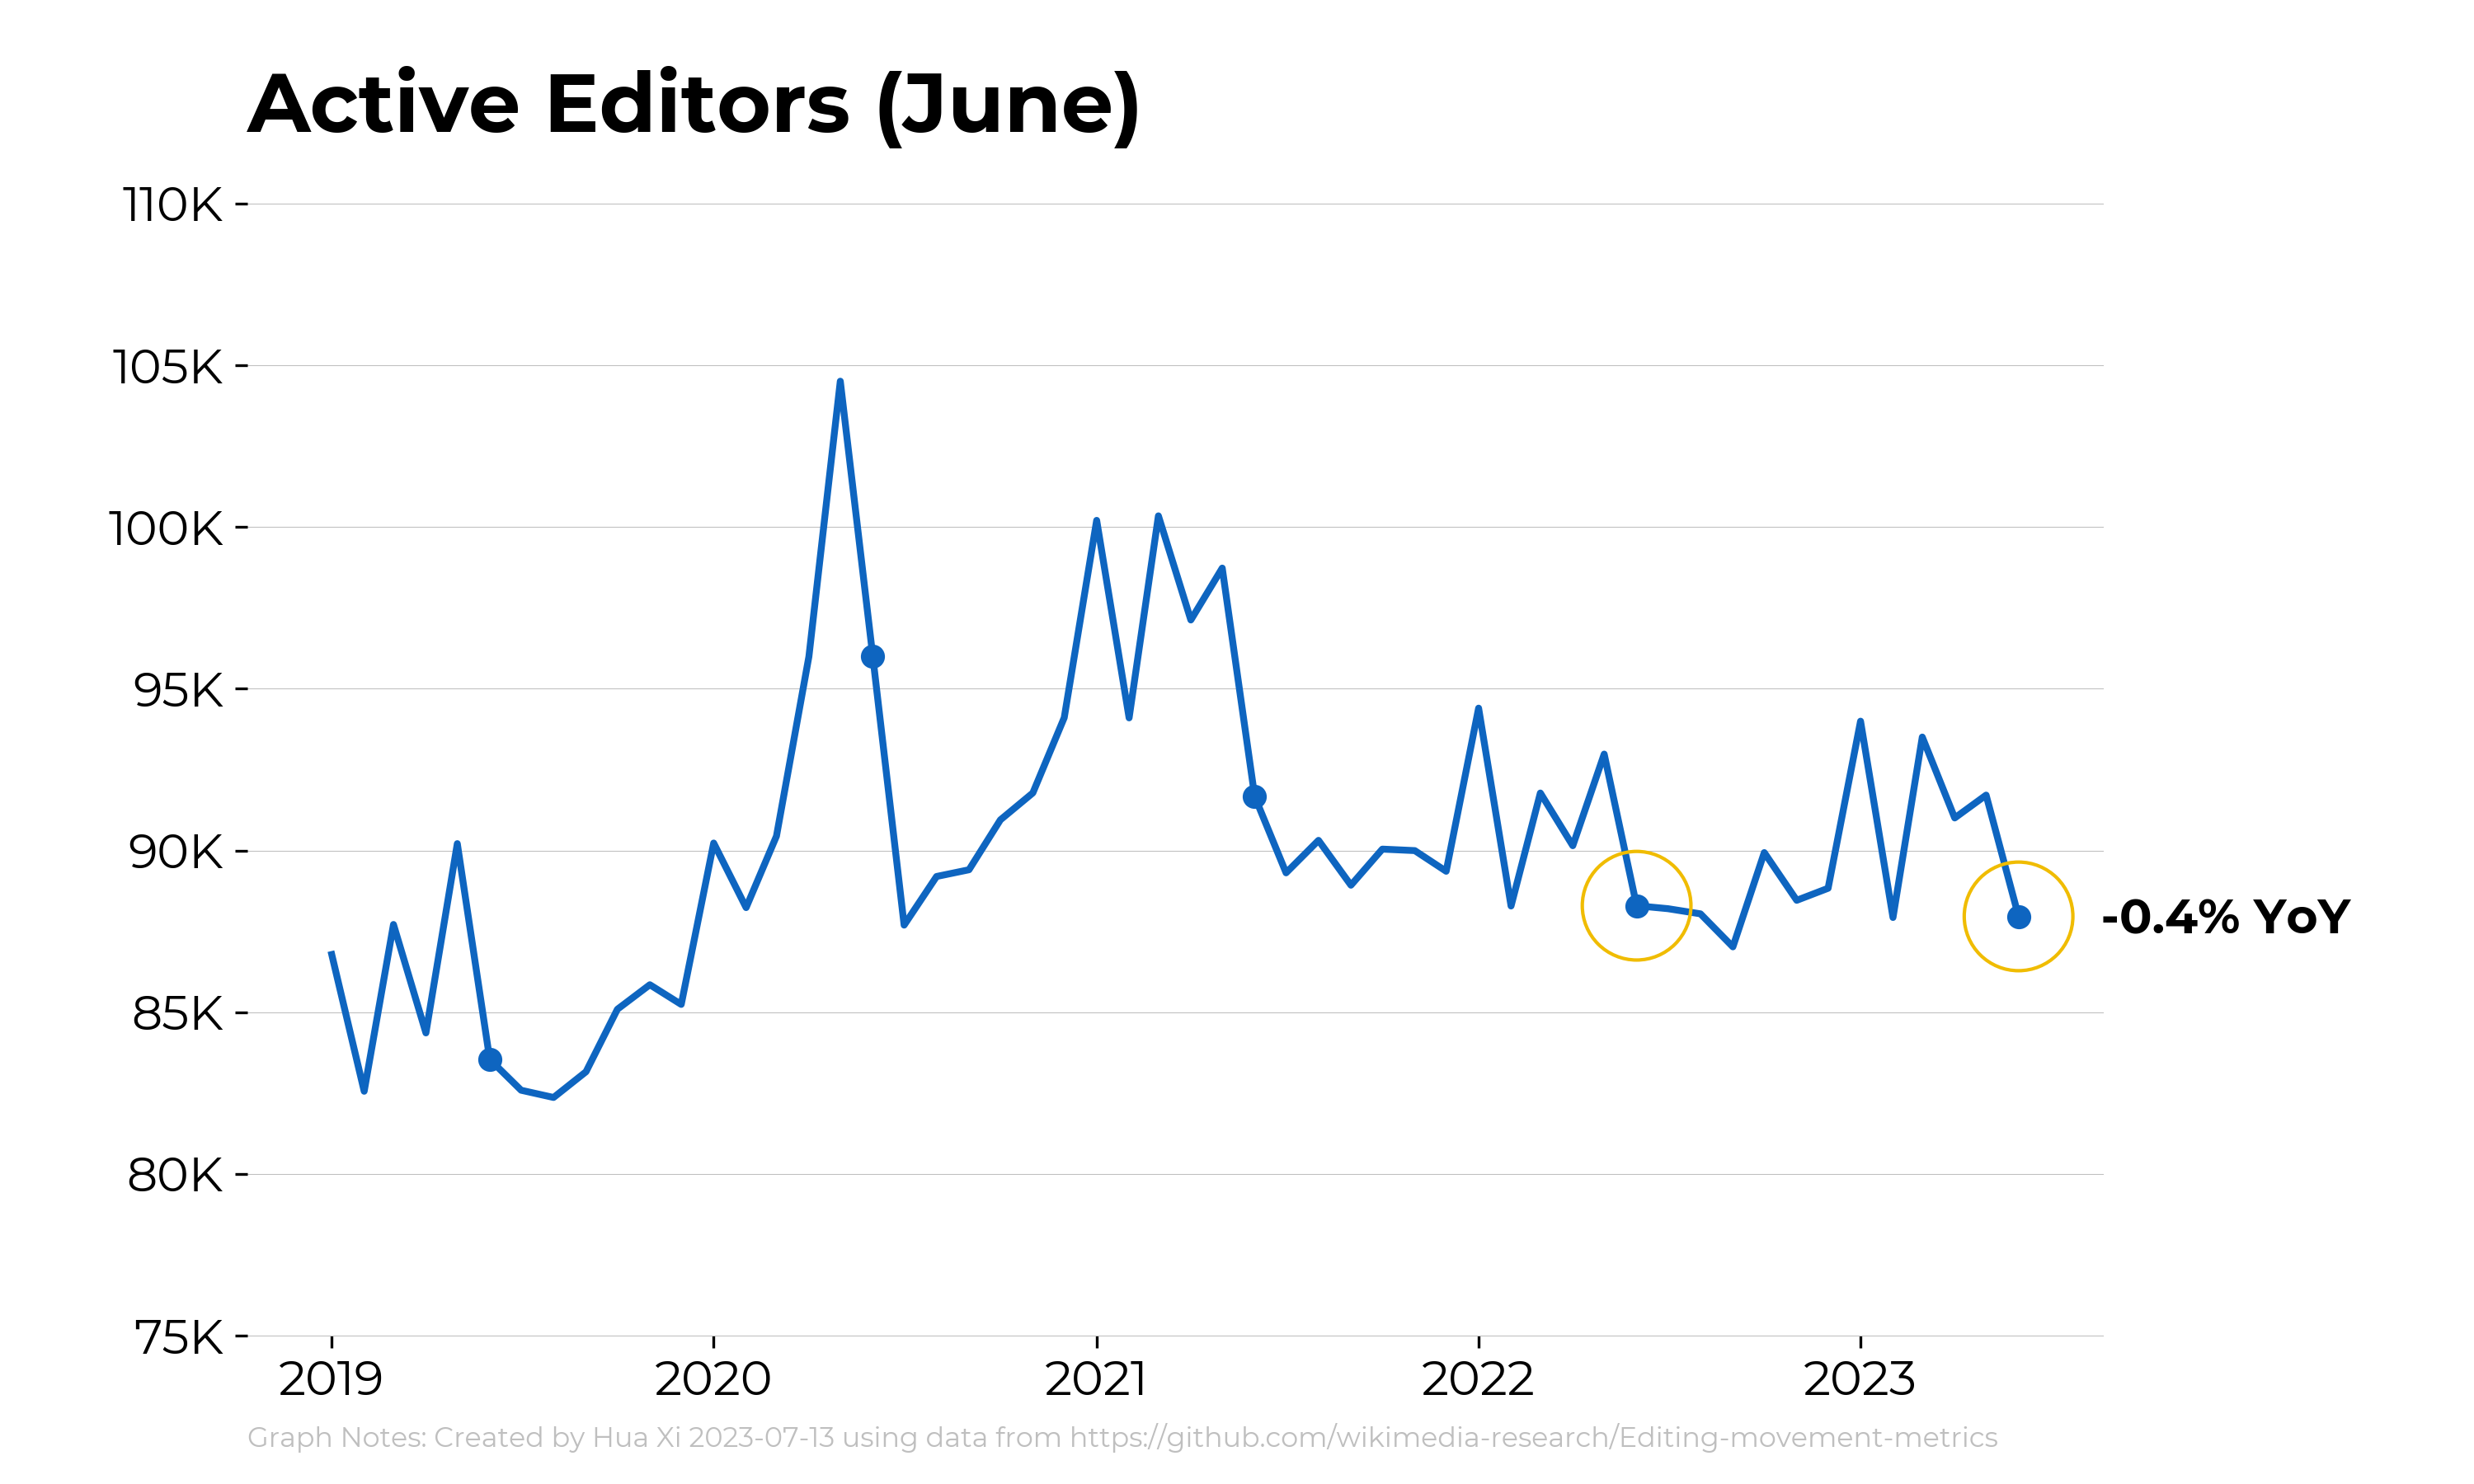 Active Editors (June)
110K
105K
100K
95K
90K
85K
80K
75K
-0.4% YoY
2019 2020 2021 2022 2023
Graph Notes: Created by Hua Xi 2023-07-13 using data from https://github.com/wikimedia-research/Editing-movement-metrics